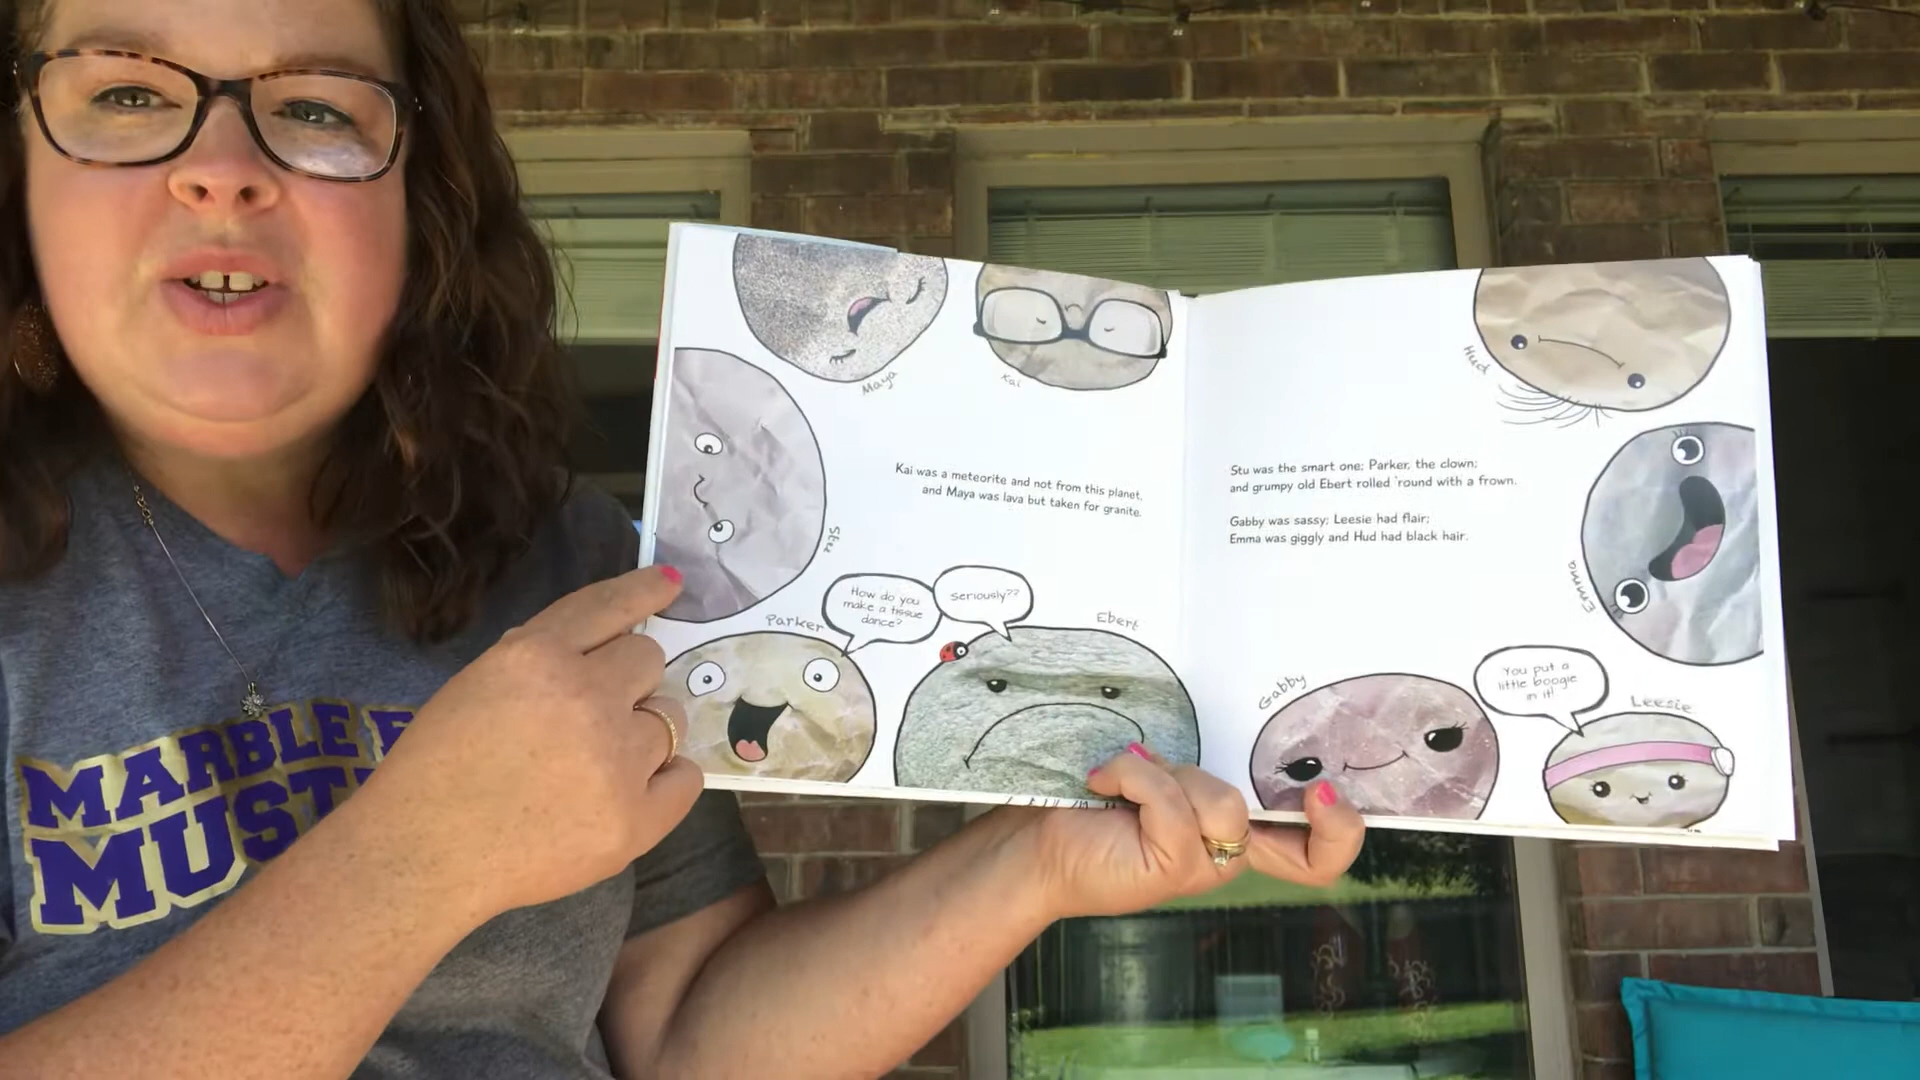 Maya
Kai
Stu
Kai was a meteorite and not from this planet,
and Maya was lava but taken for granite.
Parker
How do you
make a tissue
dance?
seriously??
Ebert
Hud
Stu was the smart one; Parker, the clown;
and grumpy old Ebert rolled 'round with a frown.
Gabby was sassy; Leesie had flair;
Emma was giggly and Hud had black hair.
Emma
Gabby
You put a
little boogie
in it!
Leesie
MARBLE
MUST